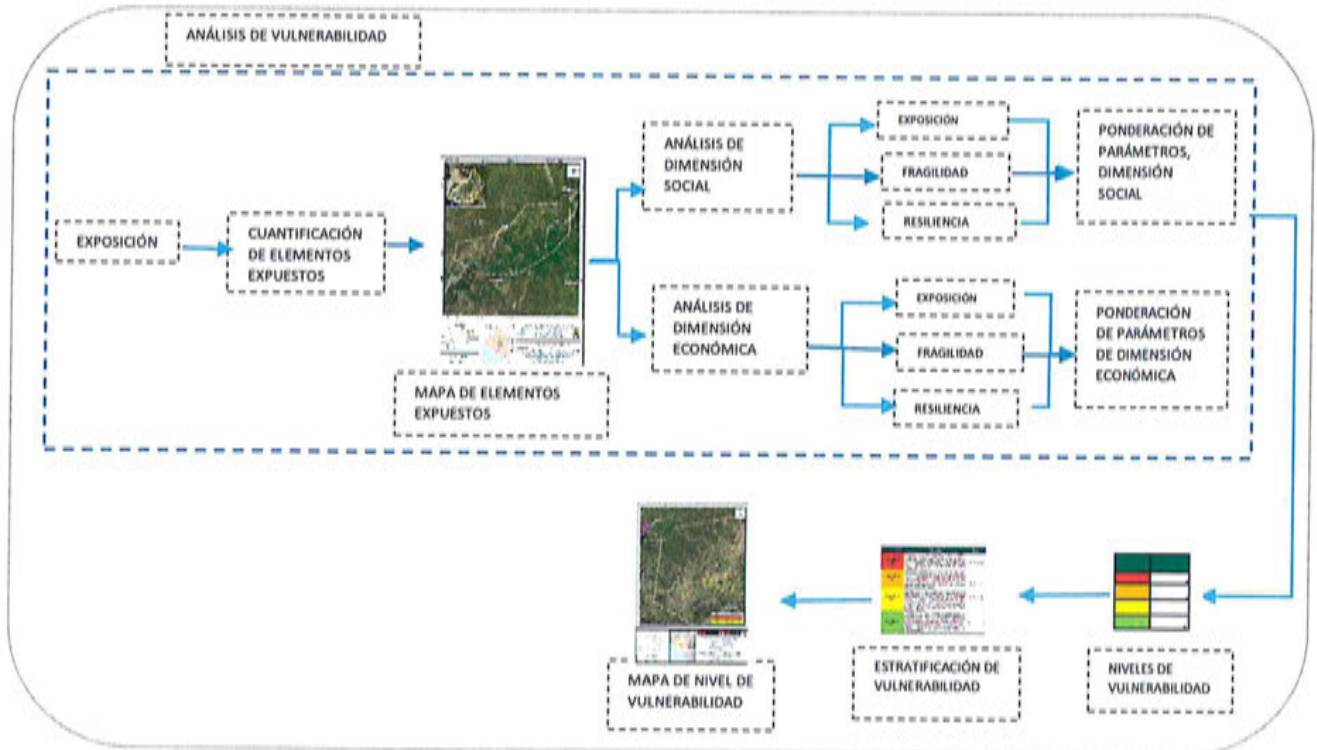 ANÁLISIS DE VULNERABILIDAD
EXPOSICIÓN
CUANTIFICACIÓN
DE ELEMENTOS
EXPUESTOS
MAPA DE ELEMENTOS
EXPUESTOS
ANÁLISIS DE
DIMENSIÓN
SOCIAL
EXPOSICIÓN
FRAGILIDAD
RESILIENCIA
PONDERACIÓN DE
PARÁMETROS,
DIMENSIÓN
SOCIAL
ANÁLISIS DE
DIMENSIÓN
ECONÓMICA
EXPOSICIÓN
FRAGILIDAD
RESILIENCIA
PONDERACIÓN
DE PARÁMETROS
DE DIMENSIÓN
ECONÓMICA
NIVELES DE
VULNERABILIDAD
ESTRATIFICACIÓN DE
VULNERABILIDAD
MAPA DE NIVEL DE
VULNERABILIDAD